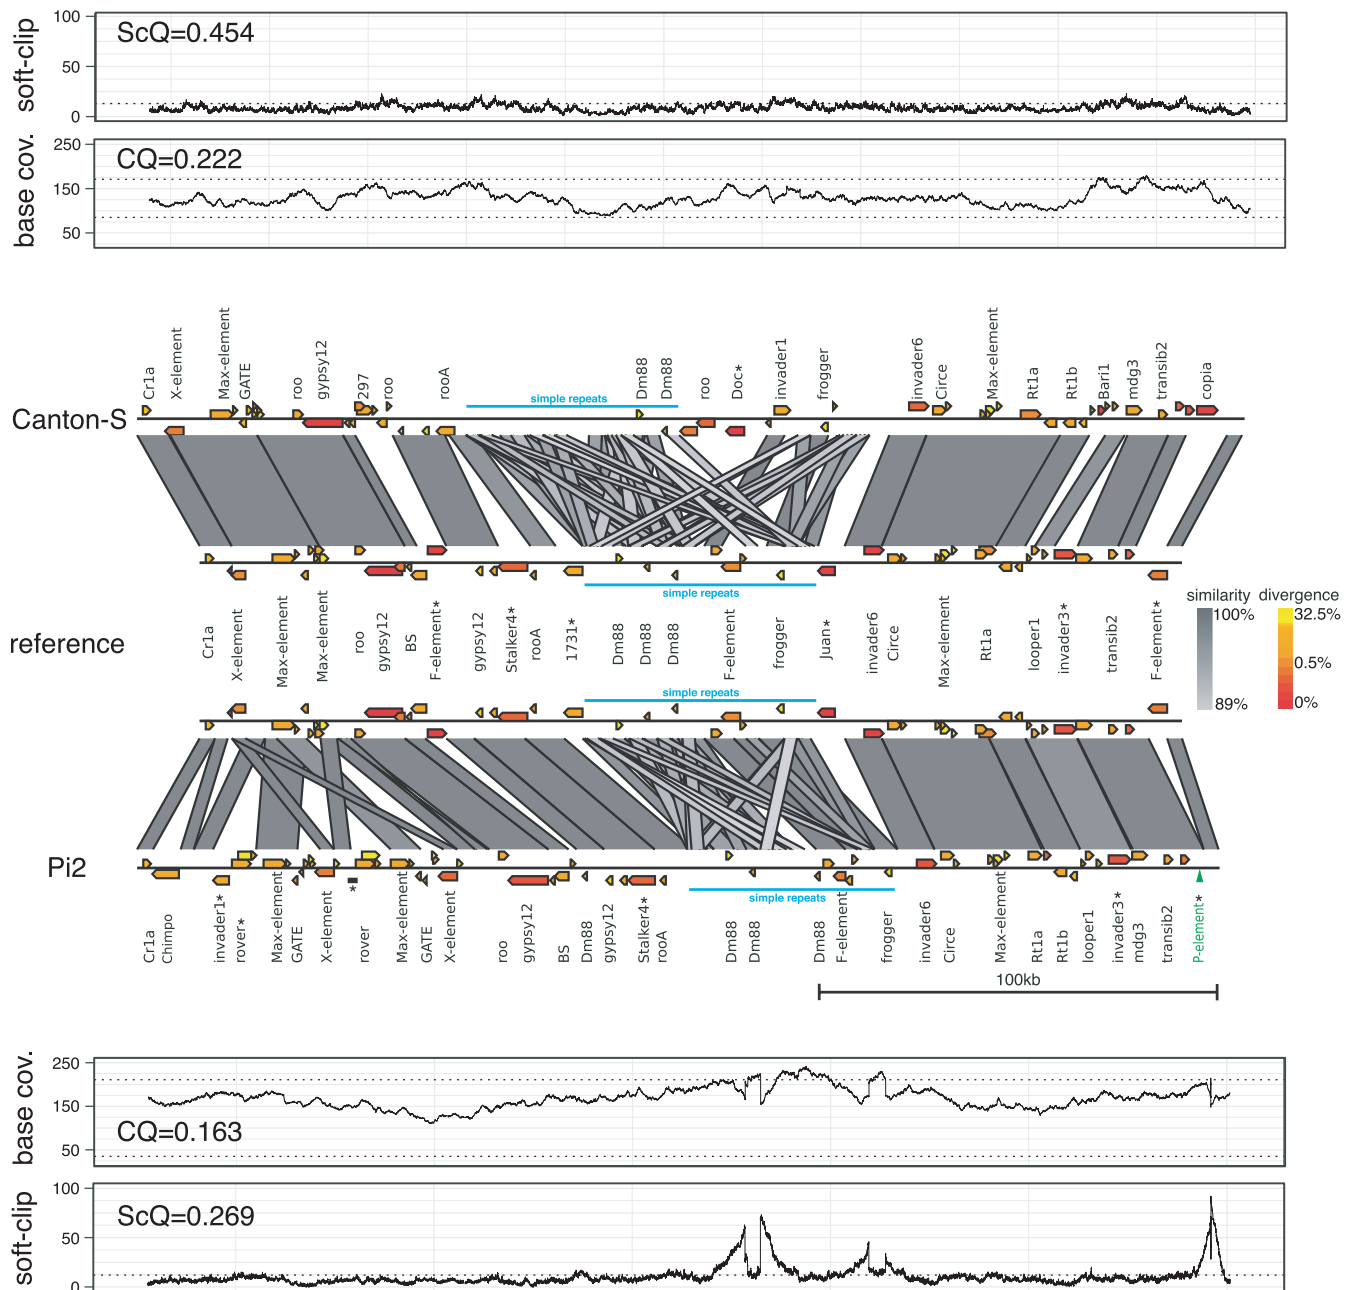 soft-clip
100
50
0
ScQ=0.454
base cov.
250
150
50
CQ=0.222
Cr1a
X-element
Max-element
GATE
roo
gypsy12
297
roo
rooA
simple repeats
Dm88
Dm88
roo
Doc*
invader1
frogger
invader6
Circe
Max-element
Rt1a
Rt1b
Bari1
mdg3
transib2
copia
Canton-S
simple repeats
reference
Cr1a
X-element
Max-element
Max-element
roo
gypsy12
BS
F-element*
gypsy12
Stalker4*
rooA
1731*
Dm88
Dm88
Dm88
F-element
frogger
Juan*
invader6
Circe
Max-element
Rt1a
looper1
invader3*
transib2
F-element*
similarity
100%
89%
divergence
32.5%
0.5%
0%
simple repeats
Pi2
*
simple repeats
Cr1a
Chimpo
invader1*
rover*
Max-element
GATE
X-element
rover
Max-element
GATE
X-element
roo
gypsy12
BS
Dm88
gypsy12
Stalker4*
rooA
Dm88
Dm88
Dm88
F-element
frogger
invader6
Circe
Max-element
Rt1a
Rt1b
looper1
invader3*
mdg3
transib2
P-element*
100kb
base cov.
250
150
50
CQ=0.163
soft-clip
100
50
0
ScQ=0.269